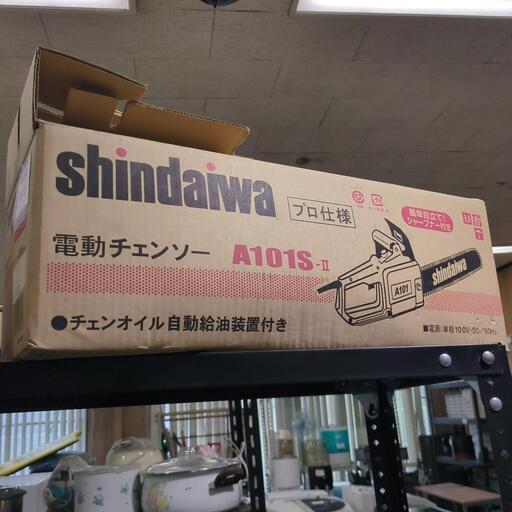 shindaiwa
プロ仕様
簡単目立て!
シャープナー付き
電動チェンソー A101S-II
A101
shindaiwa
●チェンオイル自動給油装置付き
■電源:単相100V-50/60Hz